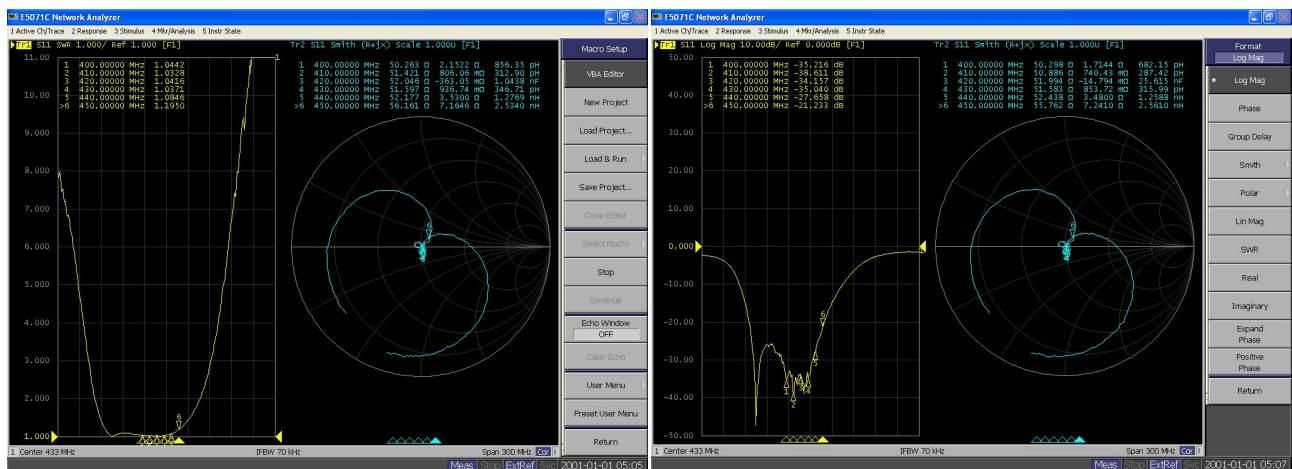 E5071C Network Analyzer
1 Active Ch/Trace 2 Response 3 Stimulus 4 Mkr/Analysis 5 Instr State
Tr1 S11 SWR 1.000/ Ref 1.000 [F1]
11.00
10.00
9.000
8.000
7.000
6.000
5.000
4.000
3.000
2.000
1.000
1 400.00000 MHz 1.0442
2 410.00000 MHz 1.0328
3 420.00000 MHz 1.0416
4 430.00000 MHz 1.0371
5 440.00000 MHz 1.0846
>6 450.00000 MHz 1.1950
1
6
Tr2 S11 Smith (R+jX) Scale 1.000U [F1]
1 400.00000 MHz 50.263 Ω 2.1522 Ω 856.35 pH
2 410.00000 MHz 51.421 Ω 806.06 mΩ 312.90 pH
3 420.00000 MHz 52.046 Ω -363.05 mΩ 1.0438 nF
4 430.00000 MHz 51.597 Ω 936.74 mΩ 346.71 pH
5 440.00000 MHz 52.177 Ω 3.5300 Ω 1.2769 nH
>6 450.00000 MHz 56.161 Ω 7.1646 Ω 2.5340 nH
6
Macro Setup
VBA Editor
New Project
Load Project...
Load & Run
Save Project...
Close Editor
Select Macro
Stop
Continue
Echo Window
OFF
Clear Echo
User Menu
Preset User Menu
Return
1 Center 433 MHz IFBW 70 kHz Span 300 MHz Cor !
Meas Stop ExtRef Svc 2001-01-01 05:05
E5071C Network Analyzer
1 Active Ch/Trace 2 Response 3 Stimulus 4 Mkr/Analysis 5 Instr State
Tr1 S11 Log Mag 10.00dB/ Ref 0.000dB [F1]
50.00
40.00
30.00
20.00
10.00
0.000
-10.00
-20.00
-30.00
-40.00
-50.00
1 400.00000 MHz -35.216 dB
2 410.00000 MHz -38.611 dB
3 420.00000 MHz -34.157 dB
4 430.00000 MHz -35.040 dB
5 440.00000 MHz -27.658 dB
>6 450.00000 MHz -21.233 dB
6
5
1
2
Tr2 S11 Smith (R+jX) Scale 1.000U [F1]
1 400.00000 MHz 50.298 Ω 1.7144 Ω 682.15 pH
2 410.00000 MHz 50.886 Ω 740.43 mΩ 287.42 pH
3 420.00000 MHz 51.994 Ω -14.794 mΩ 25.615 nF
4 430.00000 MHz 51.583 Ω 853.72 mΩ 315.99 pH
5 440.00000 MHz 52.438 Ω 3.4800 Ω 1.2588 nH
>6 450.00000 MHz 55.762 Ω 7.2410 Ω 2.5610 nH
6
Format
Log Mag
Log Mag
Phase
Group Delay
Smith
Polar
Lin Mag
SWR
Real
Imaginary
Expand
Phase
Positive
Phase
Return
1 Center 433 MHz IFBW 70 kHz Span 300 MHz Cor !
Meas Stop ExtRef Svc 2001-01-01 05:07